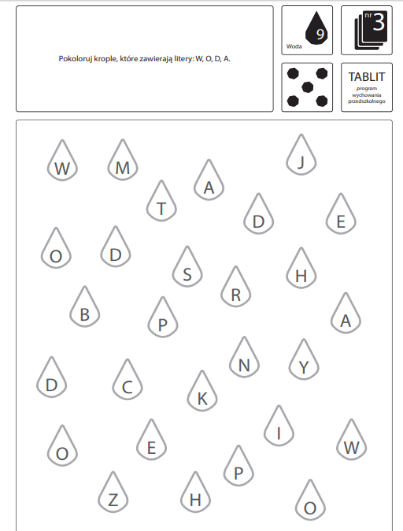 Pokoloruj krople, które zawierają litery: W, O, D, A.
Woda
9
nr 3
TABLIT
program
wychowania
przedszkolnego
W M J
T A D E
O D S R H
B P A
N Y
D C K
O E I W
P
Z H O